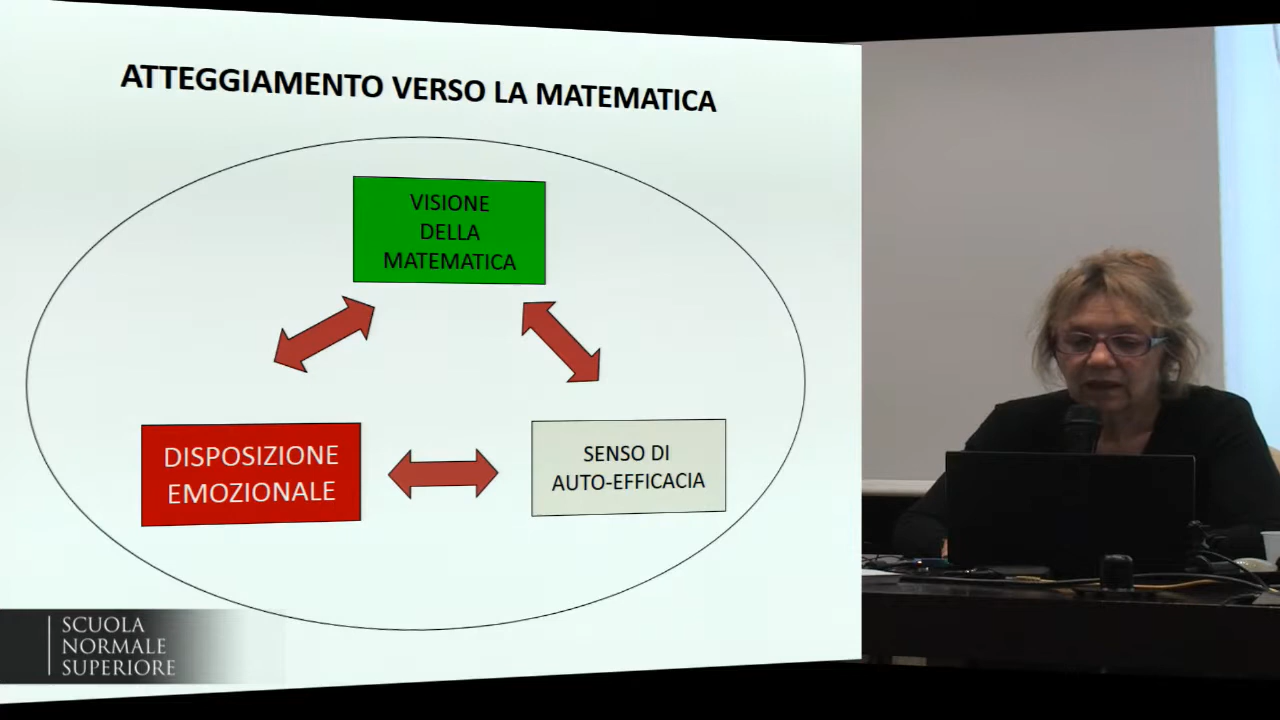 ATTEGGIAMENTO VERSO LA MATEMATICA
VISIONE
DELLA
MATEMATICA
DISPOSIZIONE
EMOZIONALE
SENSO DI
AUTO-EFFICACIA
SCUOLA
NORMALE
SUPERIORE